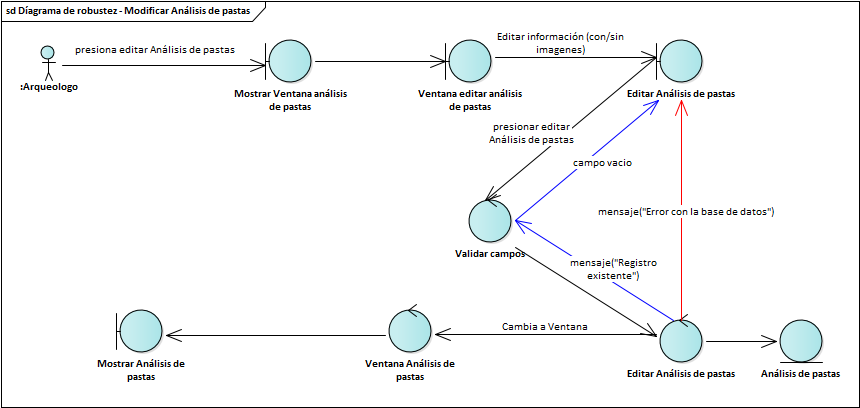 sd Diagrama de robustez - Modificar Análisis de pastas
presiona editar Análisis de pastas
Editar información (con/sin
imagenes)
:Arqueologo
Mostrar Ventana análisis
de pastas
Ventana editar análisis
de pastas
Editar Análisis de pastas
presionar editar
Análisis de pastas
campo vacio
mensaje("Error con la base de datos")
Validar campos
mensaje("Registro
existente")
Cambia a Ventana
Mostrar Análisis de
pastas
Ventana Análisis de
pastas
Editar Análisis de pastas
Análisis de pastas